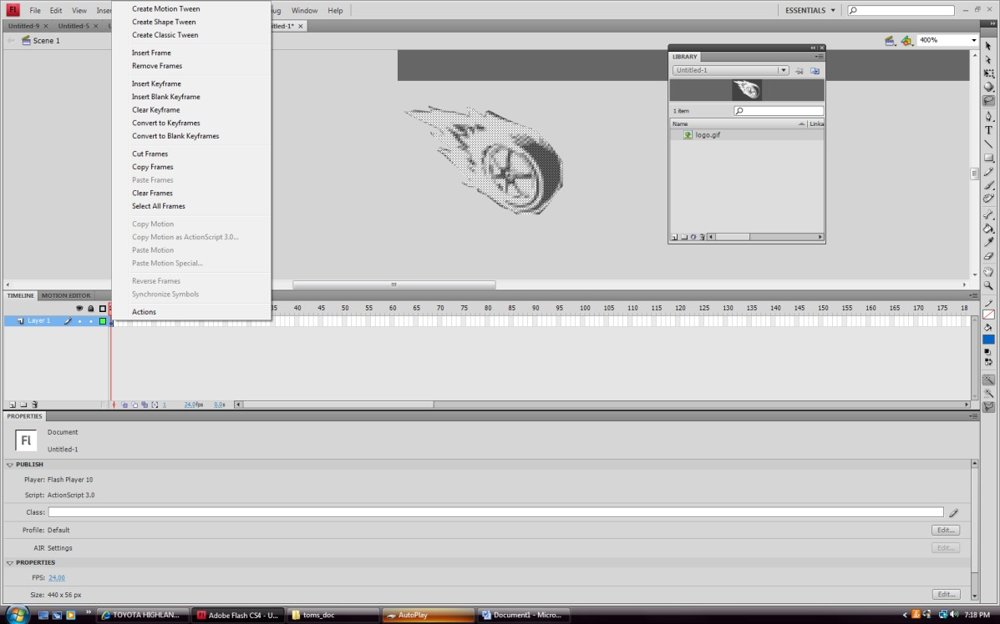 Fl File Edit View Inser ug Window Help ESSENTIALS
Untitled-9 × Untitled-5 × U titled-1* ×
Scene 1 400%
Create Motion Tween
Create Shape Tween
Create Classic Tween
Insert Frame
Remove Frames
Insert Keyframe
Insert Blank Keyframe
Clear Keyframe
Convert to Keyframes
Convert to Blank Keyframes
Cut Frames
Copy Frames
Paste Frames
Clear Frames
Select All Frames
Copy Motion
Copy Motion as ActionScript 3.0...
Paste Motion
Paste Motion Special...
Reverse Frames
Synchronize Symbols
Actions
LIBRARY
Untitled-1
1 item
Name Linka
logo.gif
TIMELINE MOTION EDITOR
1 35 40 45 50 55 60 65 70 75 80 85 90 95 100 105 110 115 120 125 130 135 140 145 150 155 160 165 170 175 18
Layer 1
1 24.0fps 0.0s
PROPERTIES
Fl Document
Untitled-1
PUBLISH
Player: Flash Player 10
Script: ActionScript 3.0
Class:
Profile: Default Edit...
AIR Settings Edit...
PROPERTIES
FPS: 24.00
Size: 440 x 56 px Edit...
TOYOTA HIGHLAN... Adobe Flash CS4 - U... toms_doc AutoPlay Document1 - Micro... 7:18 PM